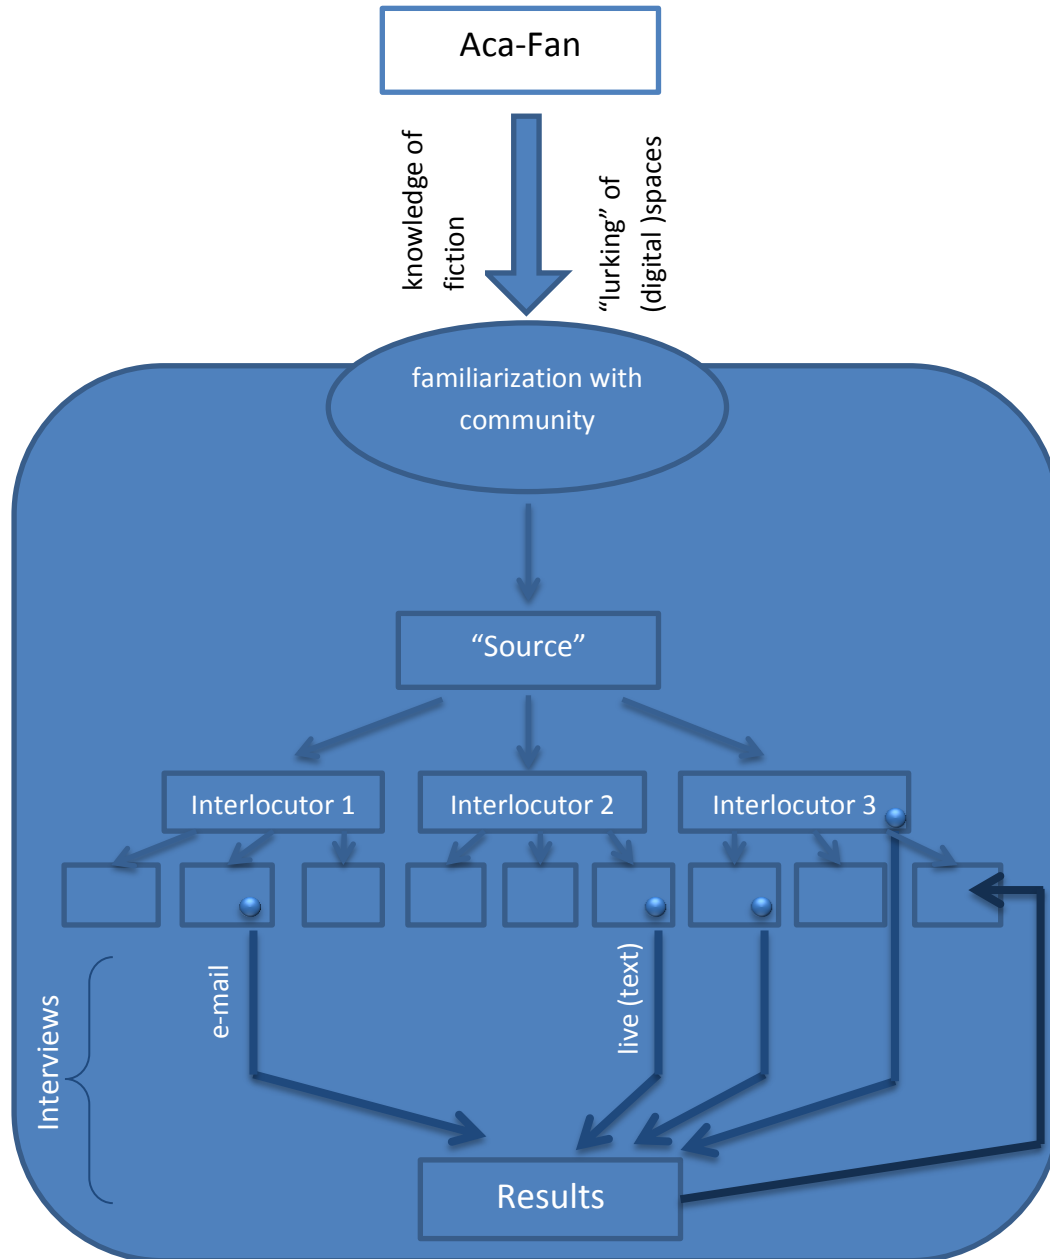 Aca-Fan
knowledge of
fiction
“lurking” of
(digital )spaces
familiarization with
community
“Source”
Interlocutor 1
Interlocutor 2
Interlocutor 3
Interviews
e-mail
live (text)
Results